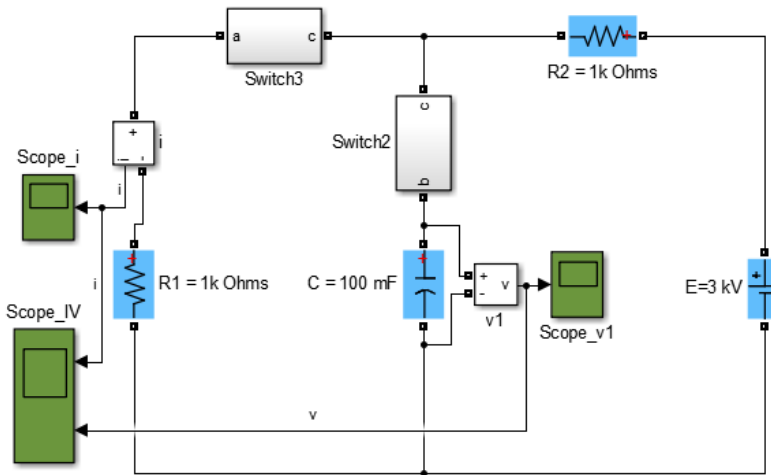 a
c
Switch3
R2 = 1k Ohms
c
Switch2
b
+
-
i
i
Scope_i
i
i
R1 = 1k Ohms
C = 100 mF
+
-
v
v1
Scope_v1
E=3 kV
Scope_IV
v